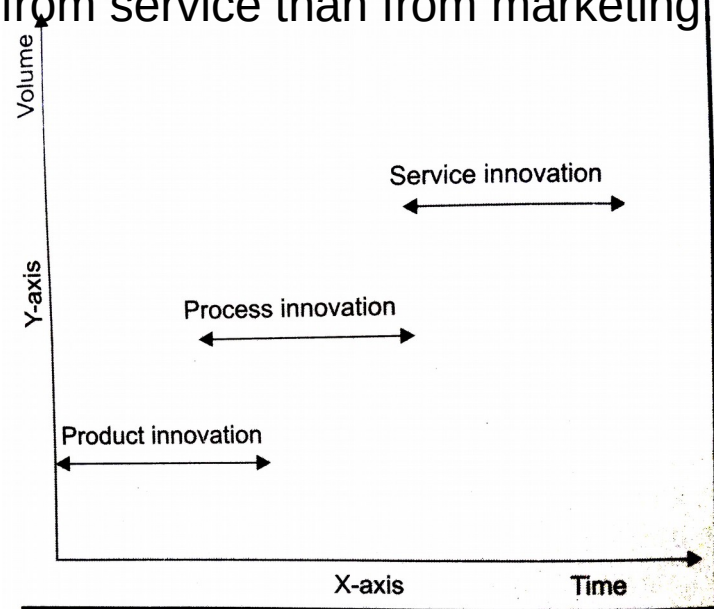 from service than from marketing.
Volume
Service innovation
Y-axis
Process innovation
Product innovation
X-axis
Time